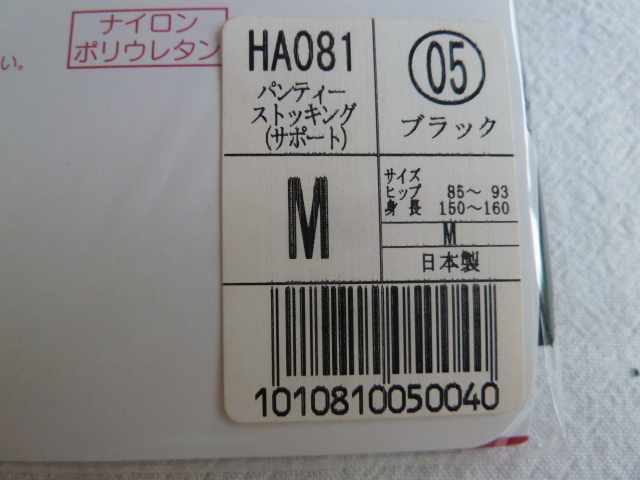 い。
ナイロン
ポリウレタン
HA081
パンティー
ストッキング
(サポート)
05
ブラック
M
サイズ
ヒップ 85〜 93
身長 150〜160
M
日本製
1010810050040